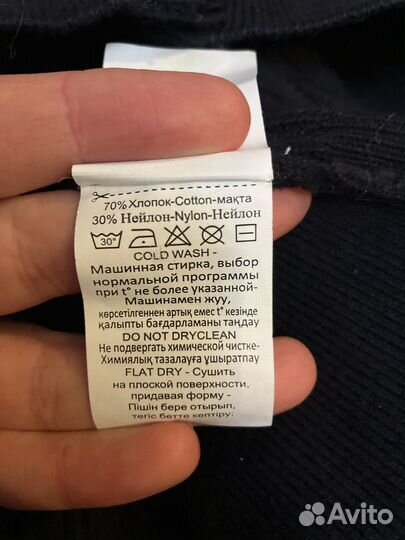 70% Хлопок-Cotton-мақта
30% Нейлон-Nylon-Нейлон
30°
COLD WASH -
Машинная стирка, выбор
нормальной программы
при t° не более указанной-
Машинамен жуу,
көрсетілгеннен артық емес t° кезінде
қалыпты бағдарламаны таңдау
DO NOT DRYCLEAN
Не подвергать химической чистке-
Химиялық тазалауға ұшыратпау
FLAT DRY - Сушить
на плоской поверхности,
придавая форму -
Пішін бере отырып,
тегіс бетте кептіру:
Avito